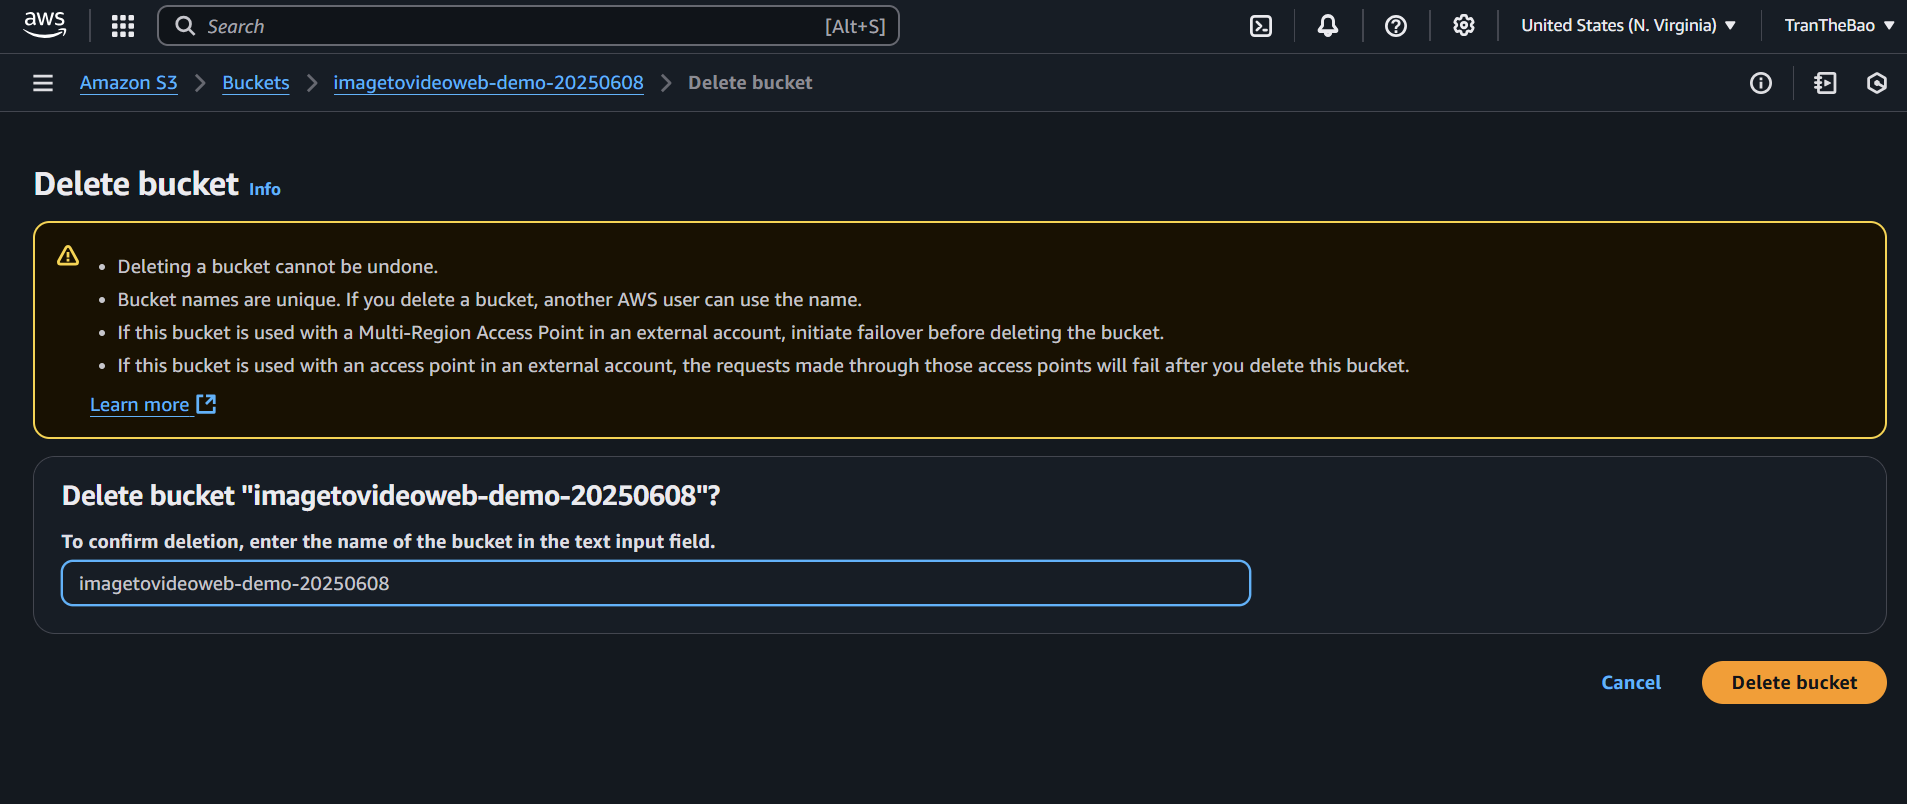 aws
Search [Alt+S]
United States (N. Virginia)
TranTheBao
Amazon S3 Buckets imagetovideoweb-demo-20250608 Delete bucket
Delete bucket Info
Deleting a bucket cannot be undone.
Bucket names are unique. If you delete a bucket, another AWS user can use the name.
If this bucket is used with a Multi-Region Access Point in an external account, initiate failover before deleting the bucket.
If this bucket is used with an access point in an external account, the requests made through those access points will fail after you delete this bucket.
Learn more
Delete bucket "imagetovideoweb-demo-20250608"?
To confirm deletion, enter the name of the bucket in the text input field.
imagetovideoweb-demo-20250608
Cancel
Delete bucket